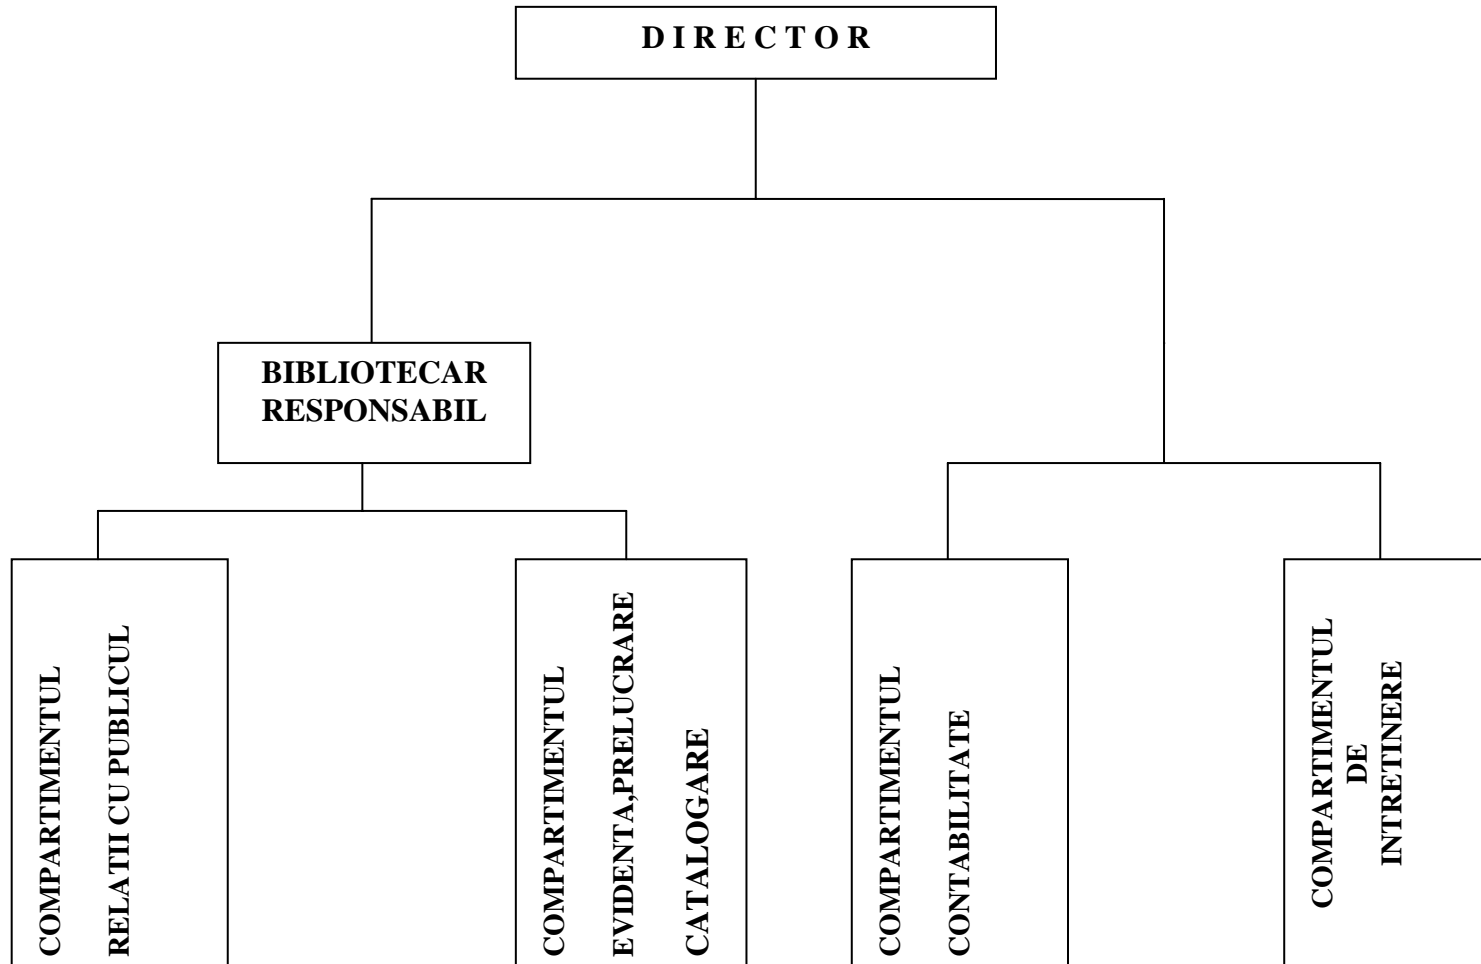 D I R E C T O R
BIBLIOTECAR
RESPONSABIL
COMPARTIMENTUL
RELATII CU PUBLICUL
COMPARTIMENTUL
EVIDENTA,PRELUCRARE
CATALOGARE
COMPARTIMENTUL
CONTABILITATE
COMPARTIMENTUL
DE
INTRETINERE